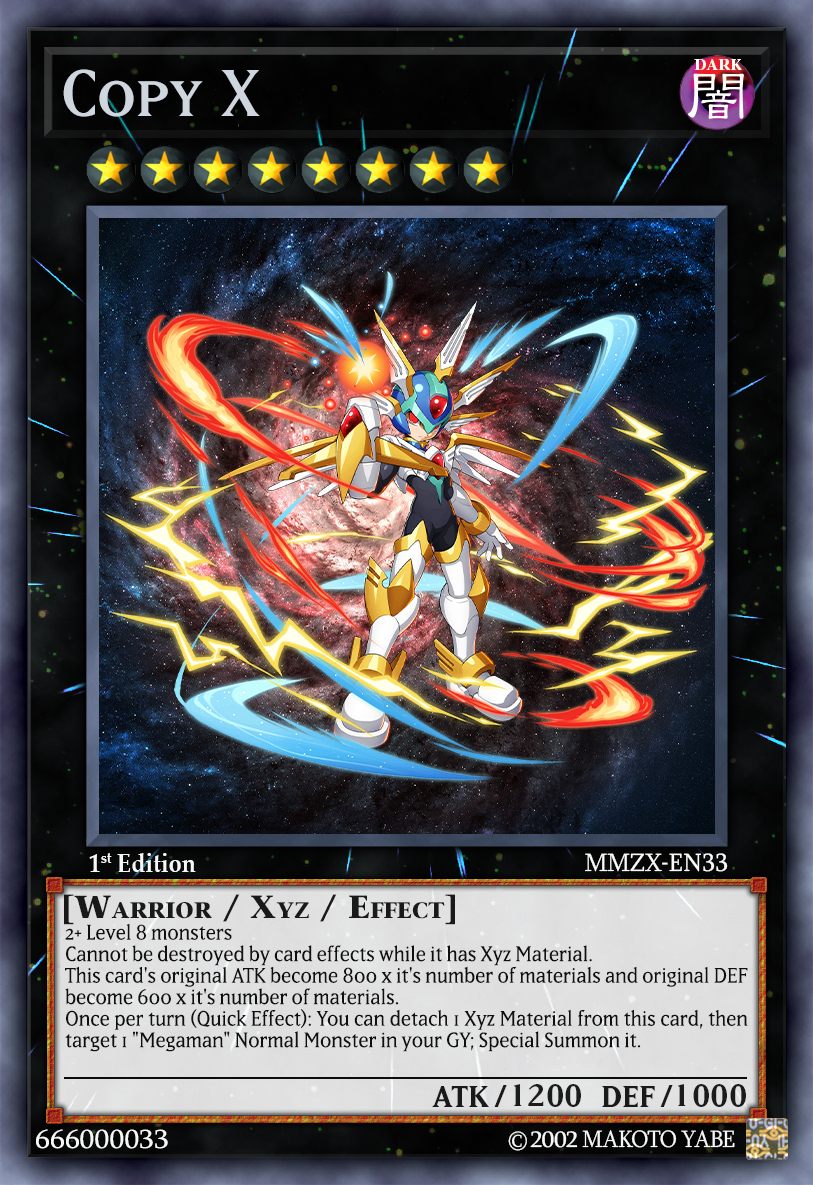 Copy X
DARK
闇
1st Edition
MMZX-EN33
[Warrior / Xyz / Effect]
2+ Level 8 monsters
Cannot be destroyed by card effects while it has Xyz Material.
This card's original ATK become 800 x it's number of materials and original DEF
become 600 x it's number of materials.
Once per turn (Quick Effect): You can detach 1 Xyz Material from this card, then
target 1 "Megaman" Normal Monster in your GY; Special Summon it.
ATK/1200 DEF/1000
666000033
©2002 MAKOTO YABE